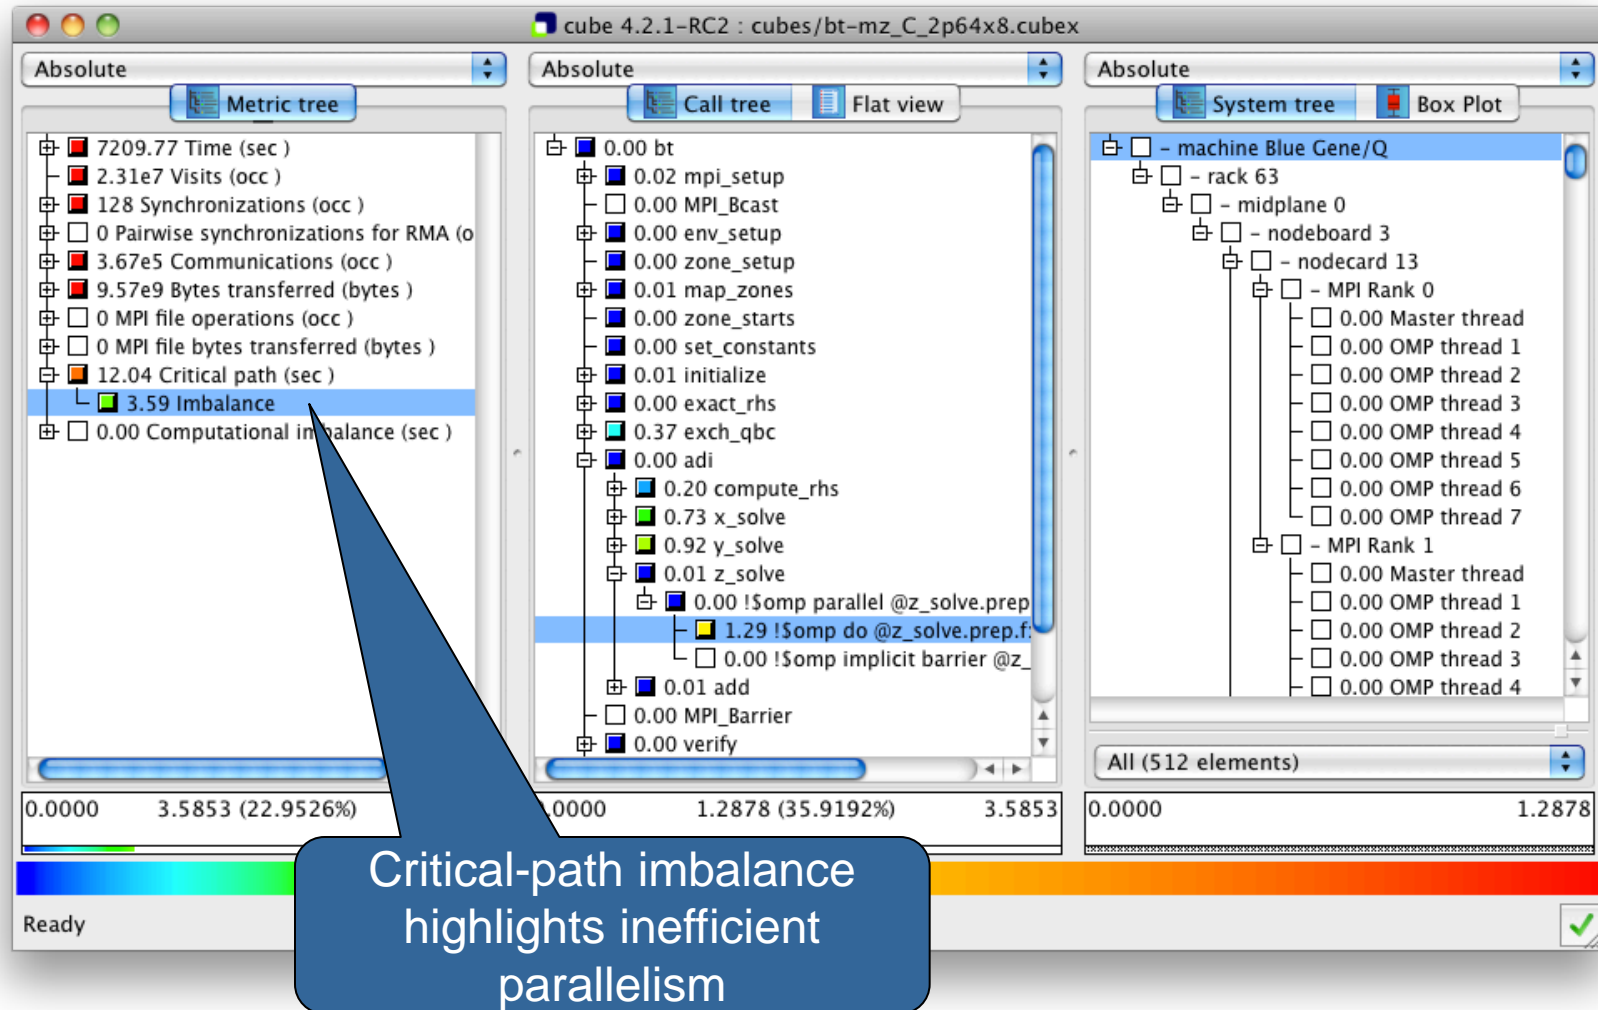 cube 4.2.1-RC2 : cubes/bt-mz_C_2p64x8.cubex
Absolute
Metric tree
7209.77 Time (sec )
2.31e7 Visits (occ )
128 Synchronizations (occ )
0 Pairwise synchronizations for RMA (o
3.67e5 Communications (occ )
9.57e9 Bytes transferred (bytes )
0 MPI file operations (occ )
0 MPI file bytes transferred (bytes )
12.04 Critical path (sec )
3.59 Imbalance
0.00 Computational imbalance (sec )
0.0000 3.5853 (22.9526%)
Absolute
Call tree Flat view
0.00 bt
0.02 mpi_setup
0.00 MPI_Bcast
0.00 env_setup
0.00 zone_setup
0.01 map_zones
0.00 zone_starts
0.00 set_constants
0.01 initialize
0.00 exact_rhs
0.37 exch_qbc
0.00 adi
0.20 compute_rhs
0.73 x_solve
0.92 y_solve
0.01 z_solve
0.00 !$omp parallel @z_solve.prep
1.29 !$omp do @z_solve.prep.f:
0.00 !$omp implicit barrier @z_
0.01 add
0.00 MPI_Barrier
0.00 verify
0.0000 1.2878 (35.9192%) 3.5853
Absolute
System tree Box Plot
- machine Blue Gene/Q
- rack 63
- midplane 0
- nodeboard 3
- nodecard 13
- MPI Rank 0
0.00 Master thread
0.00 OMP thread 1
0.00 OMP thread 2
0.00 OMP thread 3
0.00 OMP thread 4
0.00 OMP thread 5
0.00 OMP thread 6
0.00 OMP thread 7
- MPI Rank 1
0.00 Master thread
0.00 OMP thread 1
0.00 OMP thread 2
0.00 OMP thread 3
0.00 OMP thread 4
All (512 elements)
0.0000 1.2878
Ready
Critical-path imbalance
highlights inefficient
parallelism